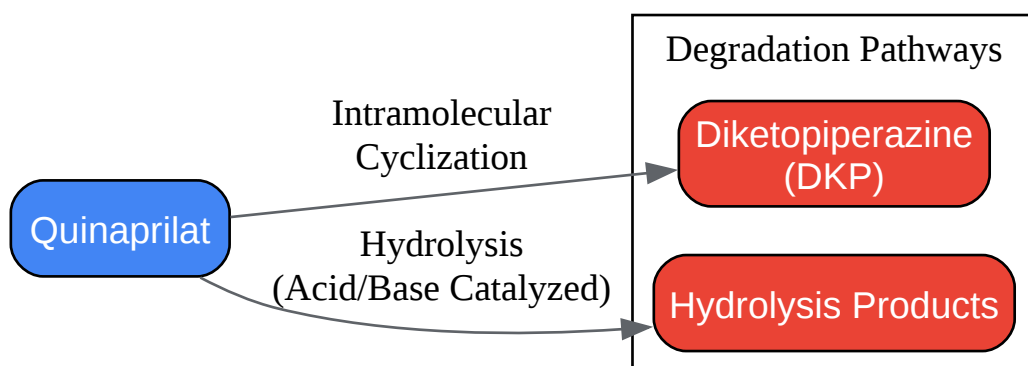 Degradation Pathways
Intramolecular
Cyclization
Diketopiperazine
(DKP)
Quinaprilat
Hydrolysis
(Acid/Base Catalyzed)
Hydrolysis Products